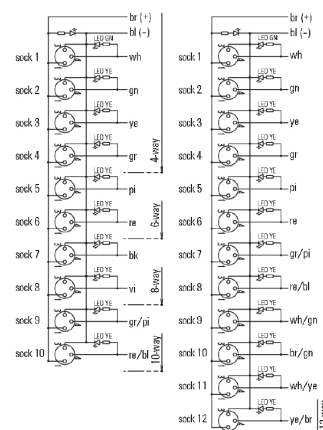 br (+)
bl (−)
LED GN
sock 1
wh
LED YE
sock 2
gn
LED YE
sock 3
ye
LED YE
sock 4
gr
4-way
LED YE
sock 5
pi
LED YE
sock 6
re
6-way
LED YE
sock 7
bk
LED YE
sock 8
vi
8-way
LED YE
sock 9
gr/pi
LED YE
sock 10
re/bl
10-way
br (+)
bl (−)
LED GN
sock 1
wh
LED YE
sock 2
gn
LED YE
sock 3
ye
LED YE
sock 4
gr
LED YE
sock 5
pi
LED YE
sock 6
re
LED YE
sock 7
gr/pi
LED YE
sock 8
re/bl
LED YE
sock 9
wh/gn
LED YE
sock 10
br/gn
LED YE
sock 11
wh/ye
LED YE
sock 12
ye/br